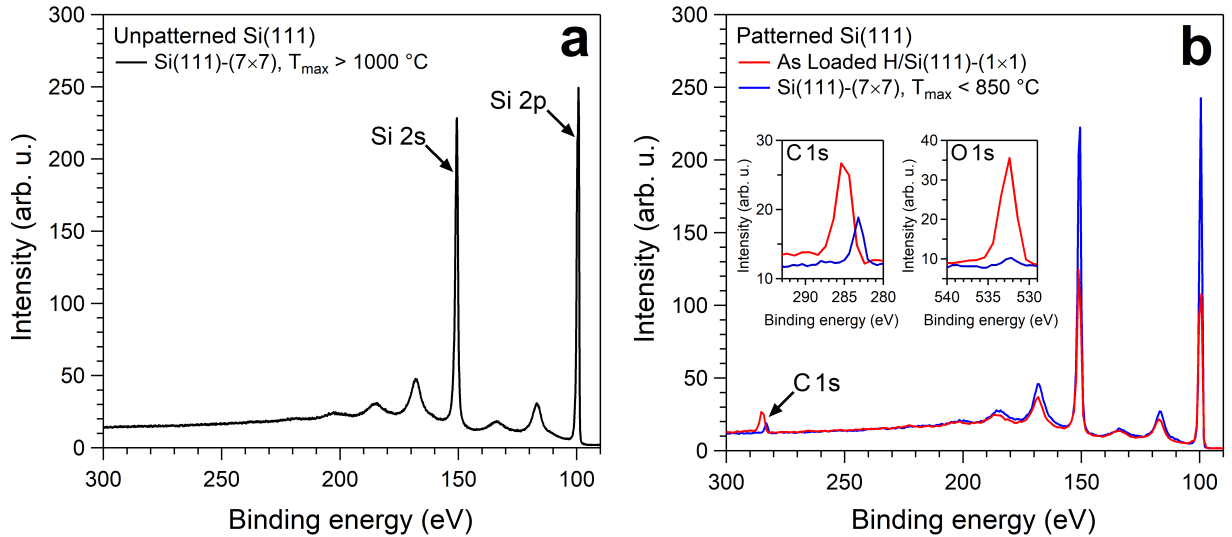 a
Unpatterned Si(111)
Si(111)-(7×7), Tmax > 1000 °C
Si 2p
Si 2s
Intensity (arb. u.)
300
250
200
150
100
50
0
300
250
200
150
100
Binding energy (eV)
b
Patterned Si(111)
As Loaded H/Si(111)-(1×1)
Si(111)-(7×7), Tmax < 850 °C
C 1s
Intensity (arb. u.)
30
20
10
290
285
280
Binding energy (eV)
O 1s
Intensity (arb. u.)
40
30
20
10
540
535
530
Binding energy (eV)
C 1s
Intensity (arb. u.)
300
250
200
150
100
50
0
300
250
200
150
100
Binding energy (eV)